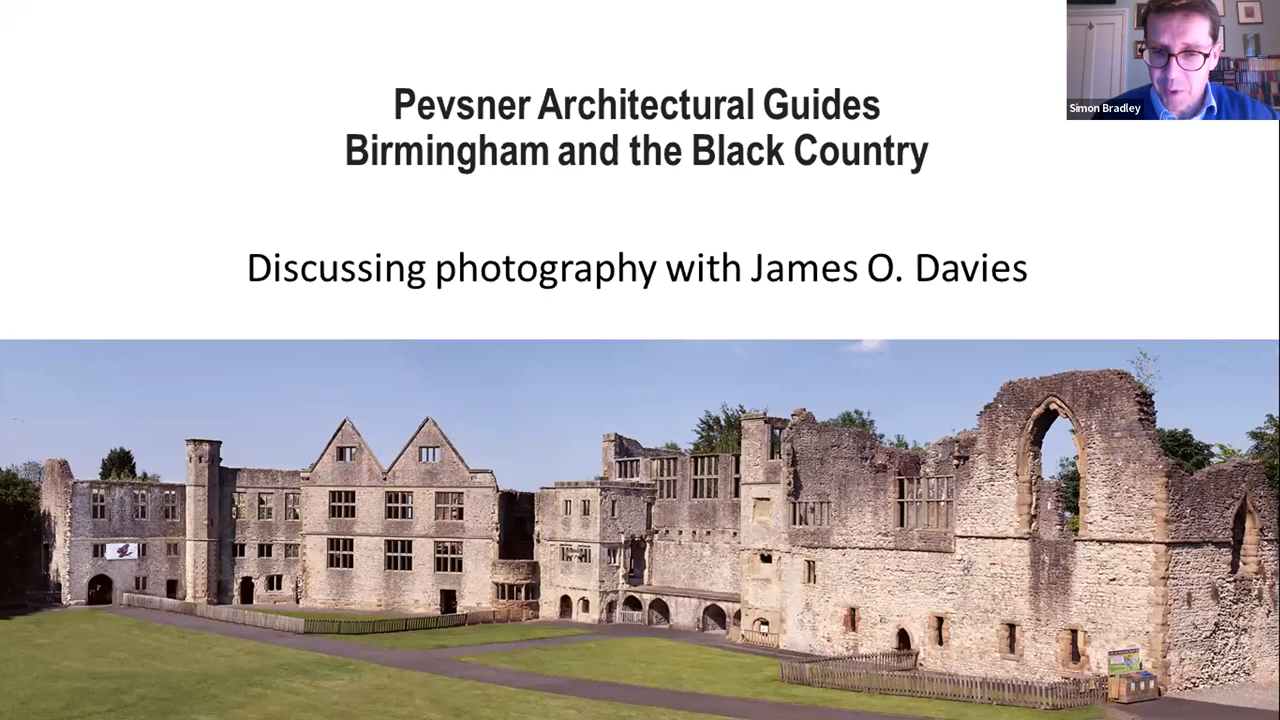 Pevsner Architectural Guides
Birmingham and the Black Country
Simon Bradley
Discussing photography with James O. Davies